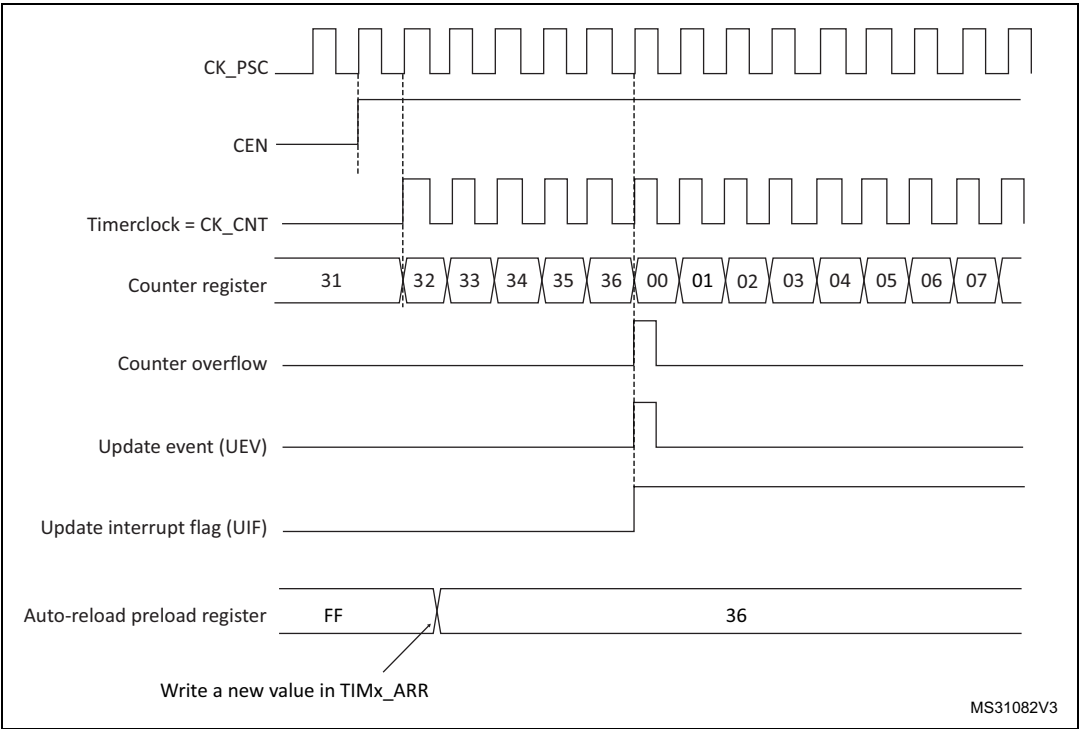 CK_PSC
CEN
Timerclock = CK_CNT
Counter register 31 32 33 34 35 36 00 01 02 03 04 05 06 07
Counter overflow
Update event (UEV)
Update interrupt flag (UIF)
Auto-reload preload register FF 36
Write a new value in TIMx_ARR
MS31082V3